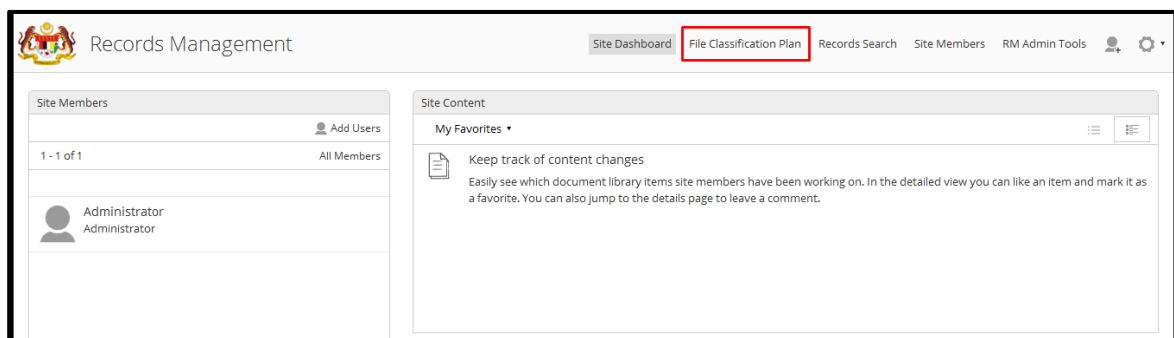 Records Management
Site Dashboard File Classification Plan Records Search Site Members RM Admin Tools
Site Members
Add Users
1 - 1 of 1 All Members
Administrator
Administrator
Site Content
My Favorites
Keep track of content changes
Easily see which document library items site members have been working on. In the detailed view you can like an item and mark it as
a favorite. You can also jump to the details page to leave a comment.